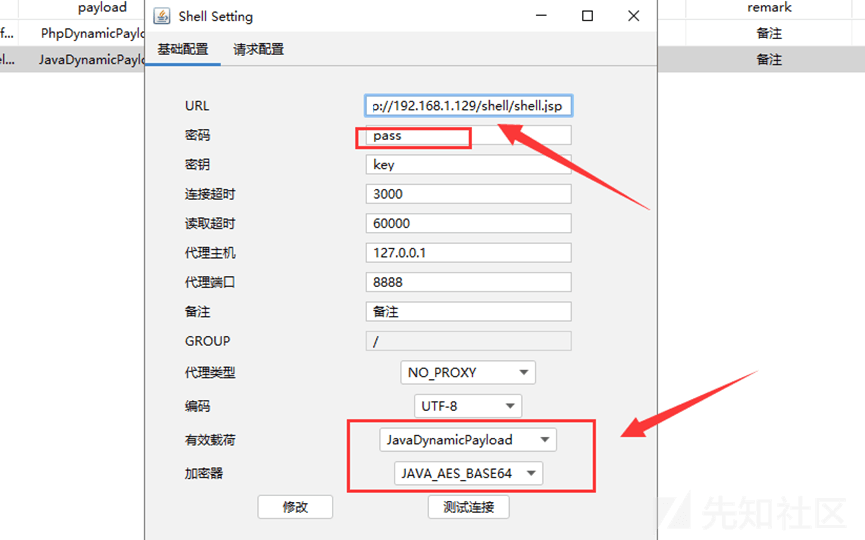 payload
remark
f...
PhpDynamicPaylo
备注
el...
JavaDynamicPaylo
备注
Shell Setting
基础配置 请求配置
URL p://192.168.1.129/shell/shell.jsp
密码 pass
密钥 key
连接超时 3000
读取超时 60000
代理主机 127.0.0.1
代理端口 8888
备注 备注
GROUP /
代理类型 NO_PROXY
编码 UTF-8
有效载荷 JavaDynamicPayload
加密器 JAVA_AES_BASE64
修改 测试连接
先知社区